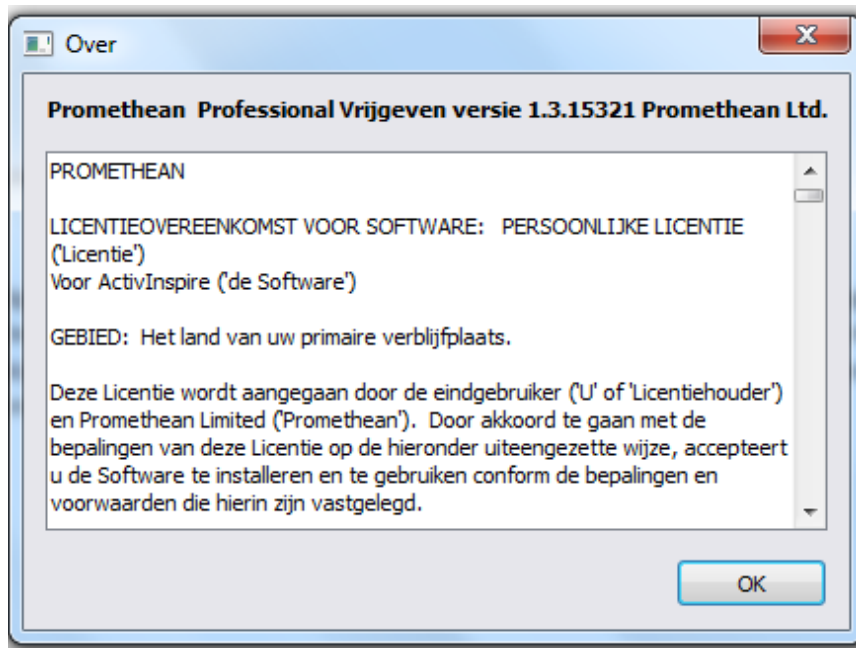 Over
Promethean  Professional Vrijgeven versie 1.3.15321 Promethean Ltd.
PROMETHEAN
LICENTIEOVEREENKOMST VOOR SOFTWARE:   PERSOONLIJKE LICENTIE
('Licentie')
Voor ActivInspire ('de Software')
GEBIED:  Het land van uw primaire verblijfplaats.
Deze Licentie wordt aangegaan door de eindgebruiker ('U' of 'Licentiehouder')
en Promethean Limited ('Promethean').  Door akkoord te gaan met de
bepalingen van deze Licentie op de hieronder uiteengezette wijze, accepteert
u de Software te installeren en te gebruiken conform de bepalingen en
voorwaarden die hierin zijn vastgelegd.
OK